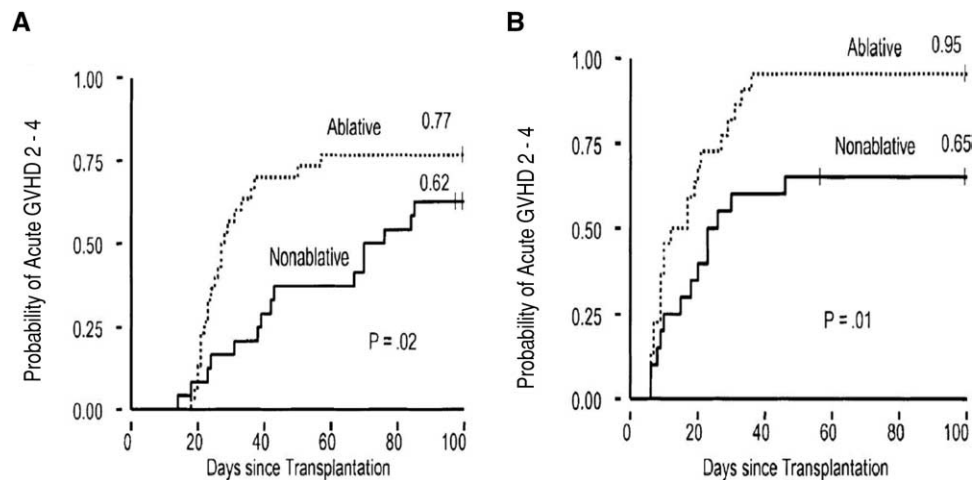 A
Probability of Acute GVHD 2 - 4
1.00
0.75
0.50
0.25
0.00
Ablative 0.77
0.62
Nonablative
P = .02
0 20 40 60 80 100
Days since Transplantation
B
Probability of Acute GVHD 2 - 4
1.00
0.75
0.50
0.25
0.00
Ablative 0.95
Nonablative 0.65
P = .01
0 20 40 60 80 100
Days since Transplantation